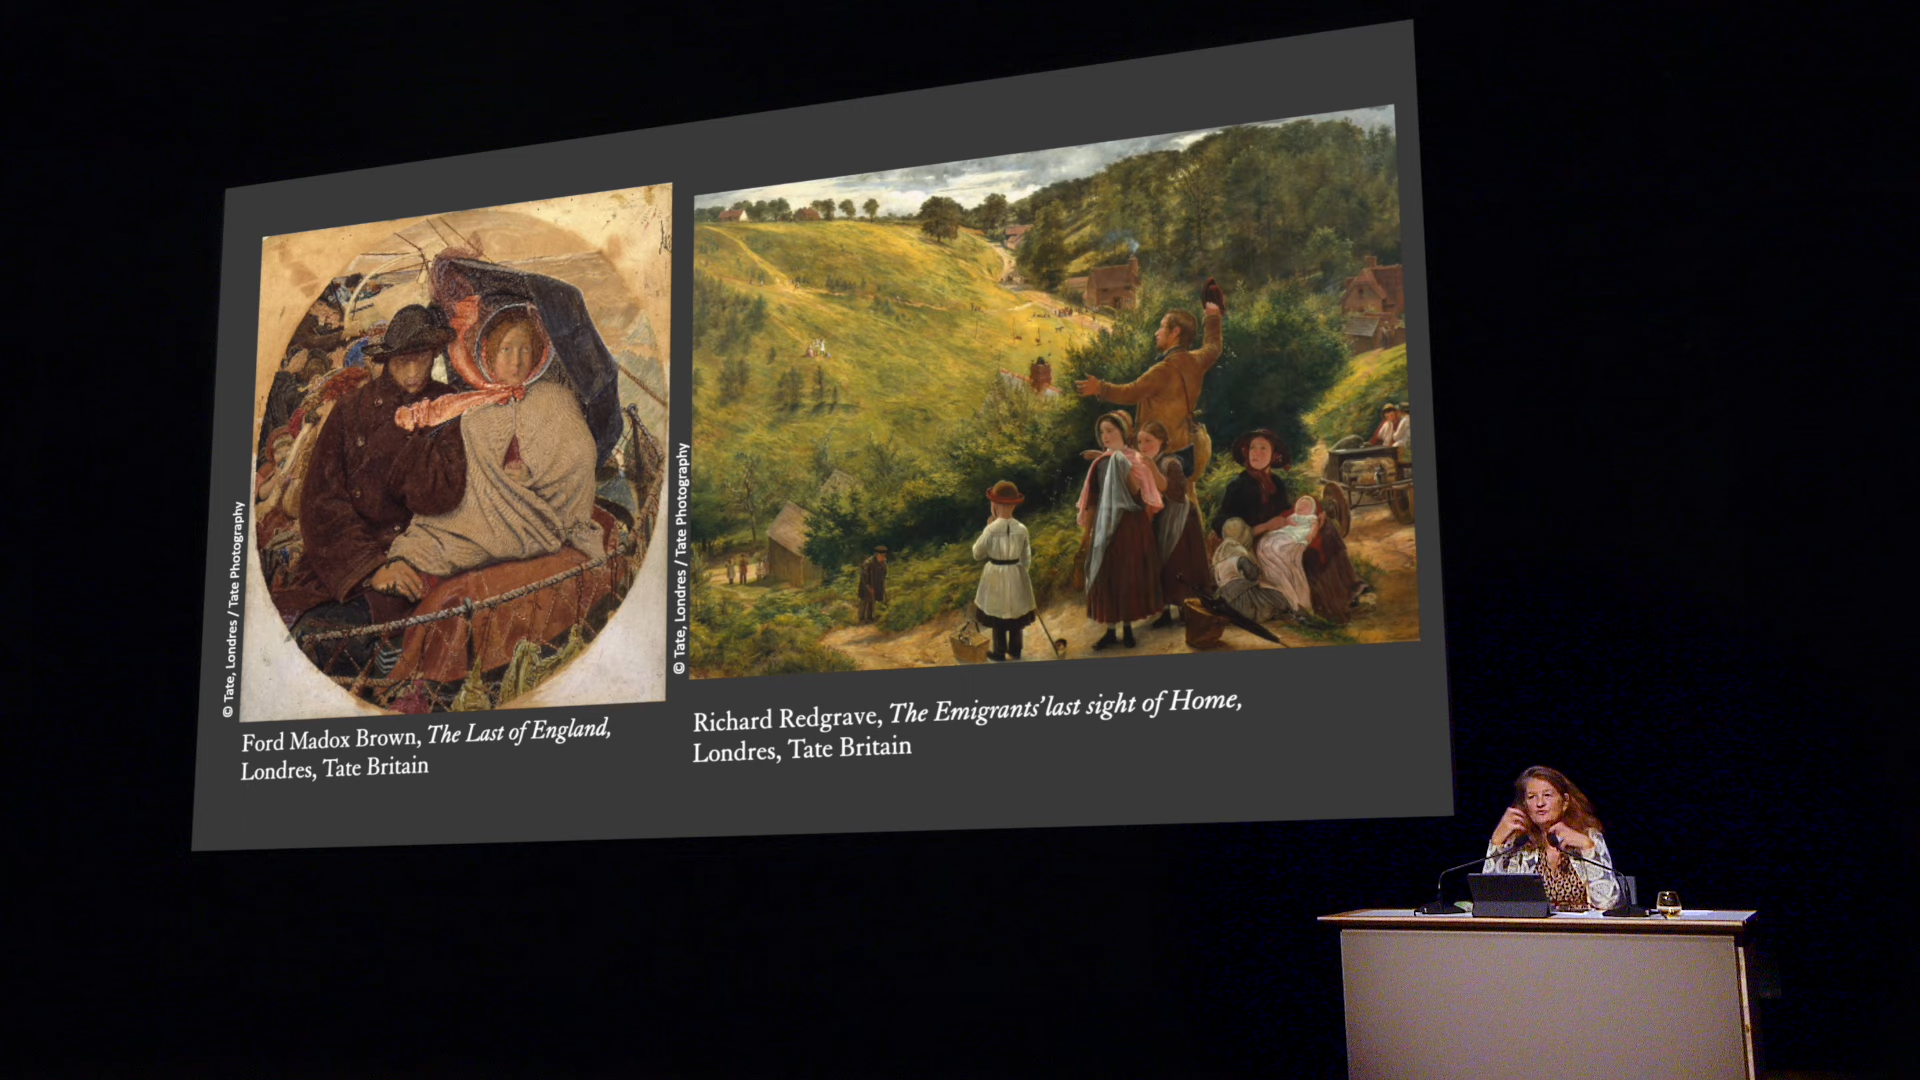 © Tate, Londres / Tate Photography
Ford Madox Brown, The Last of England,
Londres, Tate Britain
© Tate, Londres / Tate Photography
Richard Redgrave, The Emigrants' last sight of Home,
Londres, Tate Britain